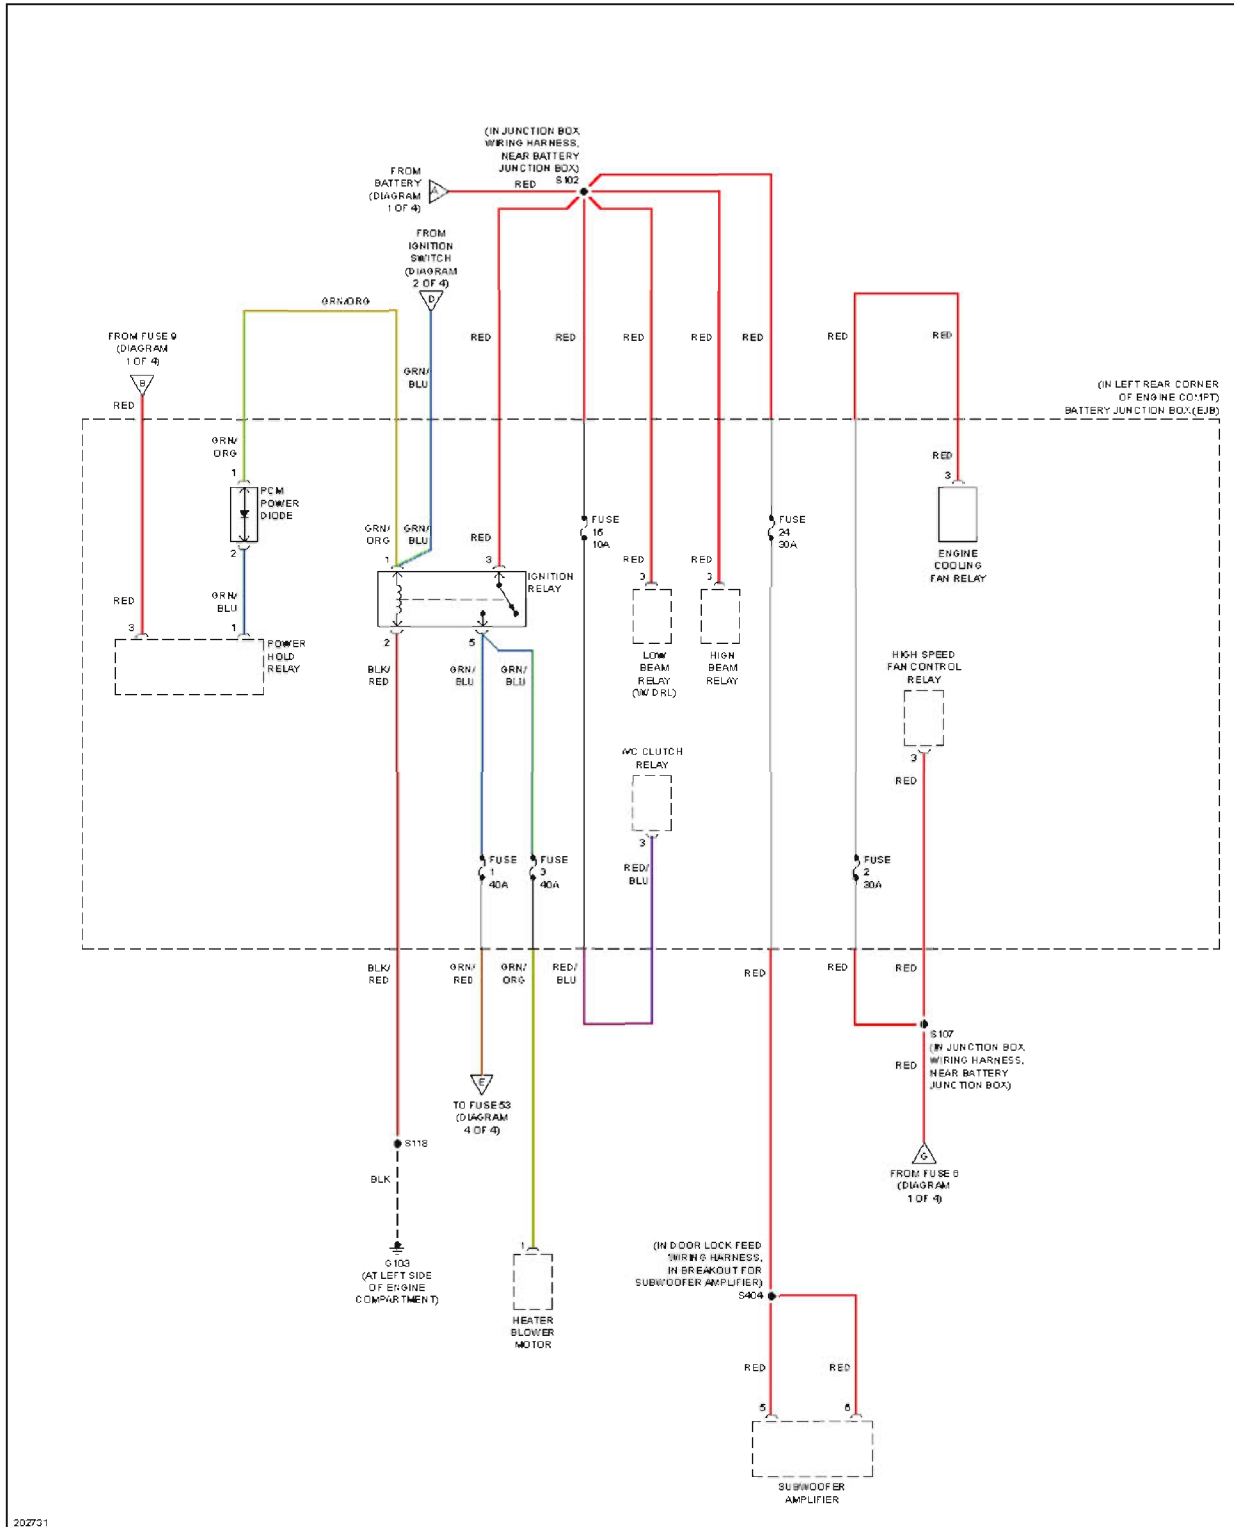 (IN JUNCTION BOX
WIRING HARNESS,
NEAR BATTERY
JUNCTION BOX)
S102
FROM
BATTERY
(DIAGRAM
1 OF 4)
A
RED
FROM
IGNITION
SWITCH
(DIAGRAM
2 OF 4)
D
GRN/ORG
FROM FUSE 9
(DIAGRAM
1 OF 4)
B
RED
GRN/
BLU
RED
RED
RED
RED
RED
RED
RED
(IN LEFT REAR CORNER
OF ENGINE COMPT)
BATTERY JUNCTION BOX (EJB)
GRN/
ORG
1
PCM
POWER
DIODE
2
GRN/
BLU
RED
3
1
POWER
HOLD
RELAY
GRN/
ORG
GRN/
BLU
1
RED
3
IGNITION
RELAY
2
5
BLK/
RED
GRN/
BLU
GRN/
BLU
FUSE
15
10A
FUSE
24
30A
RED
3
ENGINE
COOLING
FAN RELAY
RED
3
LOW
BEAM
RELAY
(W/ DRL)
RED
3
HIGN
BEAM
RELAY
HIGH SPEED
FAN CONTROL
RELAY
3
RED
A/C CLUTCH
RELAY
3
RED/
BLU
FUSE
1
40A
FUSE
3
40A
FUSE
2
30A
BLK/
RED
GRN/
RED
GRN/
ORG
RED/
BLU
RED
RED
RED
S107
(IN JUNCTION BOX
WIRING HARNESS,
NEAR BATTERY
JUNCTION BOX)
RED
E
TO FUSE 53
(DIAGRAM
4 OF 4)
S118
BLK
G
FROM FUSE 6
(DIAGRAM
1 OF 4)
G103
(AT LEFT SIDE
OF ENGINE
COMPARTMENT)
1
HEATER
BLOWER
MOTOR
(IN DOOR LOCK FEED
WIRING HARNESS,
IN BREAKOUT FOR
SUBWOOFER AMPLIFIER)
S404
RED
RED
5
6
SUBWOOFER
AMPLIFIER
202731